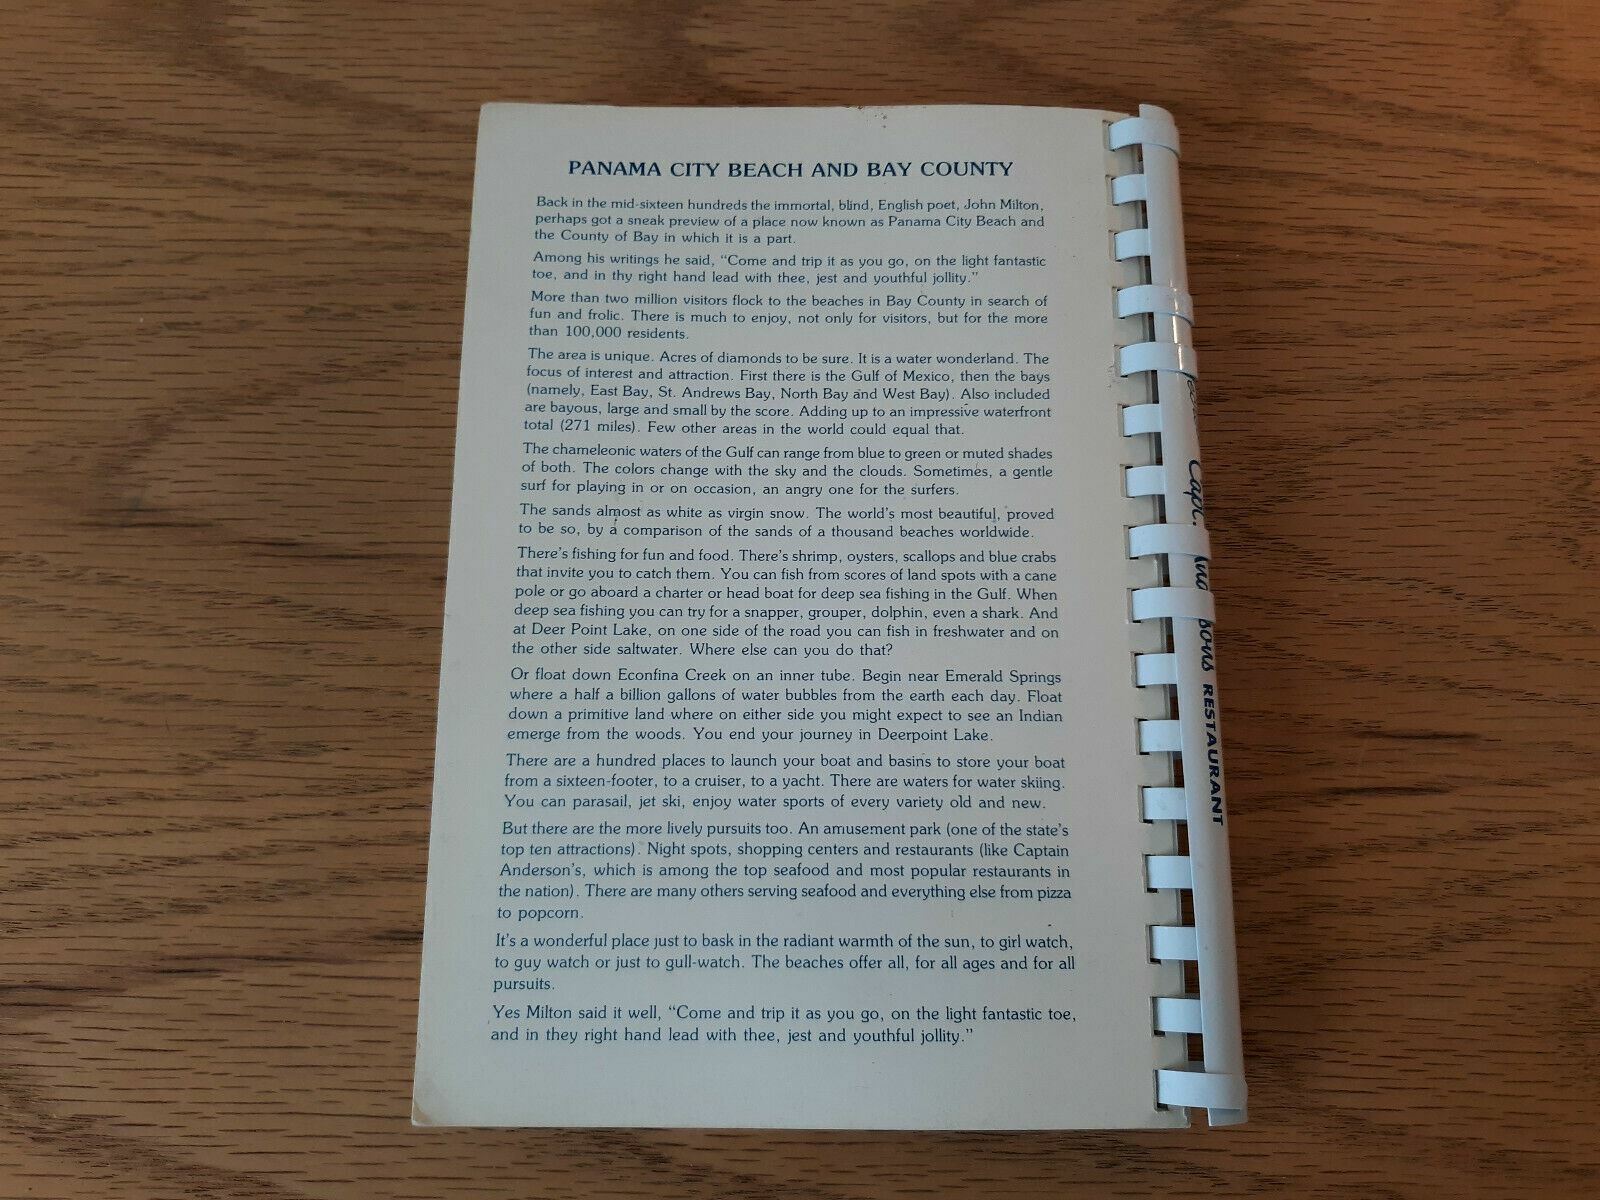 PANAMA CITY BEACH AND BAY COUNTY
Back in the mid-sixteen hundreds the immortal, blind, English poet, John Milton,
perhaps got a sneak preview of a place now known as Panama City Beach and
the County of Bay in which it is a part.
Among his writings he said, “Come and trip it as you go, on the light fantastic
toe, and in thy right hand lead with thee, jest and youthful jollity.”
More than two million visitors flock to the beaches in Bay County in search of
fun and frolic. There is much to enjoy, not only for visitors, but for the more
than 100,000 residents.
The area is unique. Acres of diamonds to be sure. It is a water wonderland. The
focus of interest and attraction. First there is the Gulf of Mexico, then the bays
(namely, East Bay, St. Andrews Bay, North Bay and West Bay). Also included
are bayous, large and small by the score. Adding up to an impressive waterfront
total (271 miles). Few other areas in the world could equal that.
The chameleonic waters of the Gulf can range from blue to green or muted shades
of both. The colors change with the sky and the clouds. Sometimes, a gentle
surf for playing in or on occasion, an angry one for the surfers.
The sands almost as white as virgin snow. The world's most beautiful, proved
to be so, by a comparison of the sands of a thousand beaches worldwide.
There's fishing for fun and food. There's shrimp, oysters, scallops and blue crabs
that invite you to catch them. You can fish from scores of land spots with a cane
pole or go aboard a charter or head boat for deep sea fishing in the Gulf. When
deep sea fishing you can try for a snapper, grouper, dolphin, even a shark. And
at Deer Point Lake, on one side of the road you can fish in freshwater and on
the other side saltwater. Where else can you do that?
Or float down Econfina Creek on an inner tube. Begin near Emerald Springs
where a half a billion gallons of water bubbles from the earth each day. Float
down a primitive land where on either side you might expect to see an Indian
emerge from the woods. You end your journey in Deerpoint Lake.
There are a hundred places to launch your boat and basins to store your boat
from a sixteen-footer, to a cruiser, to a yacht. There are waters for water skiing.
You can parasail, jet ski, enjoy water sports of every variety old and new.
But there are the more lively pursuits too. An amusement park (one of the state's
top ten attractions). Night spots, shopping centers and restaurants (like Captain
Anderson's, which is among the top seafood and most popular restaurants in
the nation). There are many others serving seafood and everything else from pizza
to popcorn.
It's a wonderful place just to bask in the radiant warmth of the sun, to girl watch,
to guy watch or just to gull-watch. The beaches offer all, for all ages and for all
pursuits.
Yes Milton said it well, “Come and trip it as you go, on the light fantastic toe,
and in they right hand lead with thee, jest and youthful jollity.”
Capt. RESTAURANT